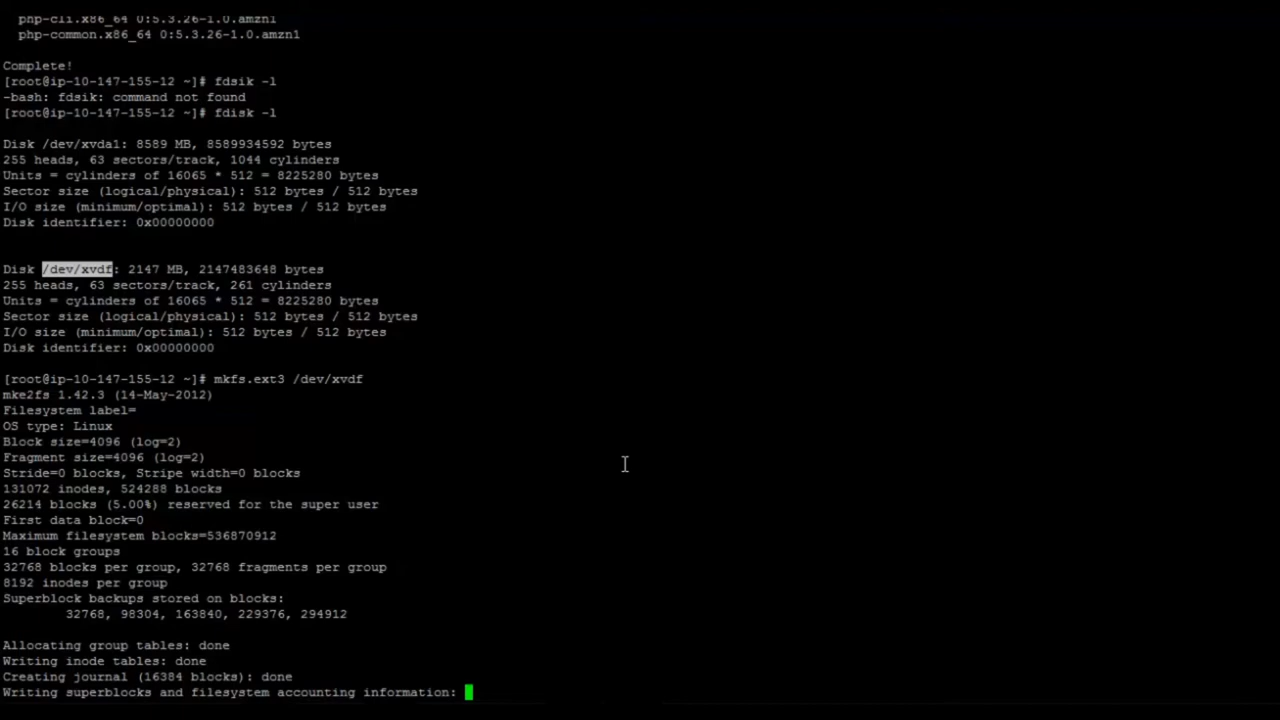 php-cli.x86_64 0:5.3.26-1.0.amzn1
php-common.x86_64 0:5.3.26-1.0.amzn1
Complete!
[root@ip-10-147-155-12 ~]# fdsik -l
-bash: fdsik: command not found
[root@ip-10-147-155-12 ~]# fdisk -l
Disk /dev/xvda1: 8589 MB, 8589934592 bytes
255 heads, 63 sectors/track, 1044 cylinders
Units = cylinders of 16065 * 512 = 8225280 bytes
Sector size (logical/physical): 512 bytes / 512 bytes
I/O size (minimum/optimal): 512 bytes / 512 bytes
Disk identifier: 0x00000000
Disk /dev/xvdf: 2147 MB, 2147483648 bytes
255 heads, 63 sectors/track, 261 cylinders
Units = cylinders of 16065 * 512 = 8225280 bytes
Sector size (logical/physical): 512 bytes / 512 bytes
I/O size (minimum/optimal): 512 bytes / 512 bytes
Disk identifier: 0x00000000
[root@ip-10-147-155-12 ~]# mkfs.ext3 /dev/xvdf
mke2fs 1.42.3 (14-May-2012)
Filesystem label=
OS type: Linux
Block size=4096 (log=2)
Fragment size=4096 (log=2)
Stride=0 blocks, Stripe width=0 blocks
131072 inodes, 524288 blocks
26214 blocks (5.00%) reserved for the super user
First data block=0
Maximum filesystem blocks=536870912
16 block groups
32768 blocks per group, 32768 fragments per group
8192 inodes per group
Superblock backups stored on blocks:
32768, 98304, 163840, 229376, 294912
Allocating group tables: done
Writing inode tables: done
Creating journal (16384 blocks): done
Writing superblocks and filesystem accounting information: